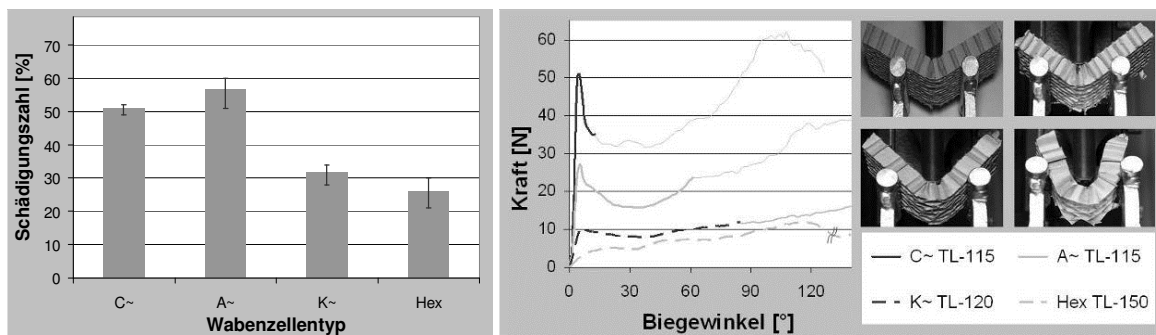 Schädigungszahl [%]
70
60
50
40
30
20
10
0
C~ A~ K~ Hex
Wabenzellentyp
Kraft [N]
60
50
40
30
20
10
0
0 30 60 90 120
Biegewinkel [°]
C~ TL-115 A~ TL-115
K~ TL-120 Hex TL-150